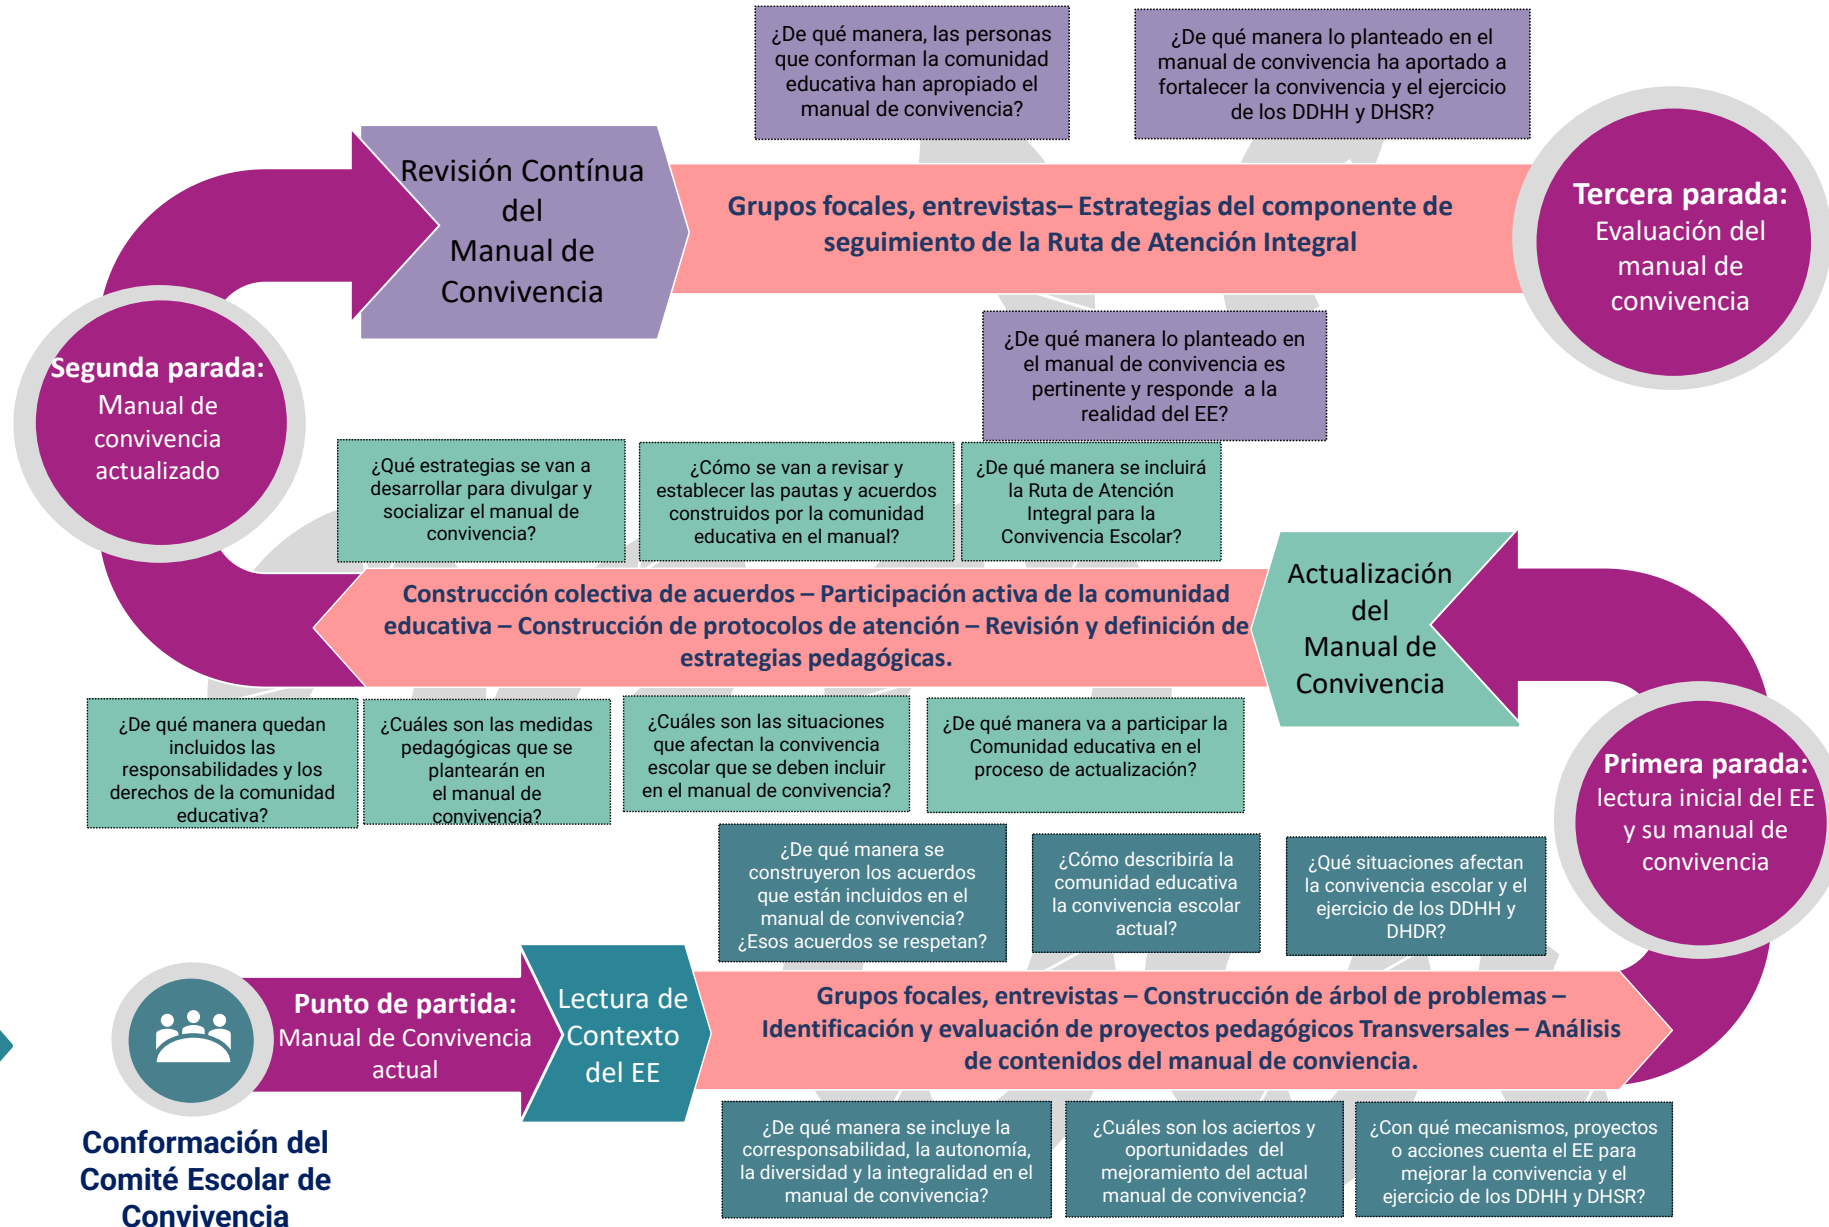 ¿De qué manera, las personas
que conforman la comunidad
educativa han apropiado el
manual de convivencia?
¿De qué manera lo planteado en el
manual de convivencia ha aportado a
fortalecer la convivencia y el ejercicio
de los DDHH y DHSR?
Revisión Contínua
del
Manual de
Convivencia
Grupos focales, entrevistas– Estrategias del componente de
seguimiento de la Ruta de Atención Integral
Tercera parada:
Evaluación del
manual de
convivencia
¿De qué manera lo planteado en
el manual de convivencia es
pertinente y responde a la
realidad del EE?
Segunda parada:
Manual de
convivencia
actualizado
¿Qué estrategias se van a
desarrollar para divulgar y
socializar el manual de
convivencia?
¿Cómo se van a revisar y
establecer las pautas y acuerdos
construidos por la comunidad
educativa en el manual?
¿De qué manera se incluirá
la Ruta de Atención
Integral para la
Convivencia Escolar?
Construcción colectiva de acuerdos – Participación activa de la comunidad
educativa – Construcción de protocolos de atención – Revisión y definición de
estrategias pedagógicas.
Actualización
del
Manual de
Convivencia
¿De qué manera quedan
incluidos las
responsabilidades y los
derechos de la comunidad
educativa?
¿Cuáles son las medidas
pedagógicas que se
plantearán en
el manual de
convivencia?
¿Cuáles son las situaciones
que afectan la convivencia
escolar que se deben incluir
en el manual de convivencia?
¿De qué manera va a participar la
Comunidad educativa en el
proceso de actualización?
Primera parada:
lectura inicial del EE
y su manual de
convivencia
¿De qué manera se
construyeron los acuerdos
que están incluidos en el
manual de convivencia?
¿Esos acuerdos se respetan?
¿Cómo describiría la
comunidad educativa
la convivencia escolar
actual?
¿Qué situaciones afectan
la convivencia escolar y el
ejercicio de los DDHH y
DHDR?
Punto de partida:
Manual de Convivencia
actual
Lectura de
Contexto
del EE
Grupos focales, entrevistas – Construcción de árbol de problemas –
Identificación y evaluación de proyectos pedagógicos Transversales – Análisis
de contenidos del manual de conviencia.
Conformación del
Comité Escolar de
Convivencia
¿De qué manera se incluye la
corresponsabilidad, la autonomía,
la diversidad y la integralidad en el
manual de convivencia?
¿Cuáles son los aciertos y
oportunidades del
mejoramiento del actual
manual de convivencia?
¿Con qué mecanismos, proyectos
o acciones cuenta el EE para
mejorar la convivencia y el
ejercicio de los DDHH y DHSR?